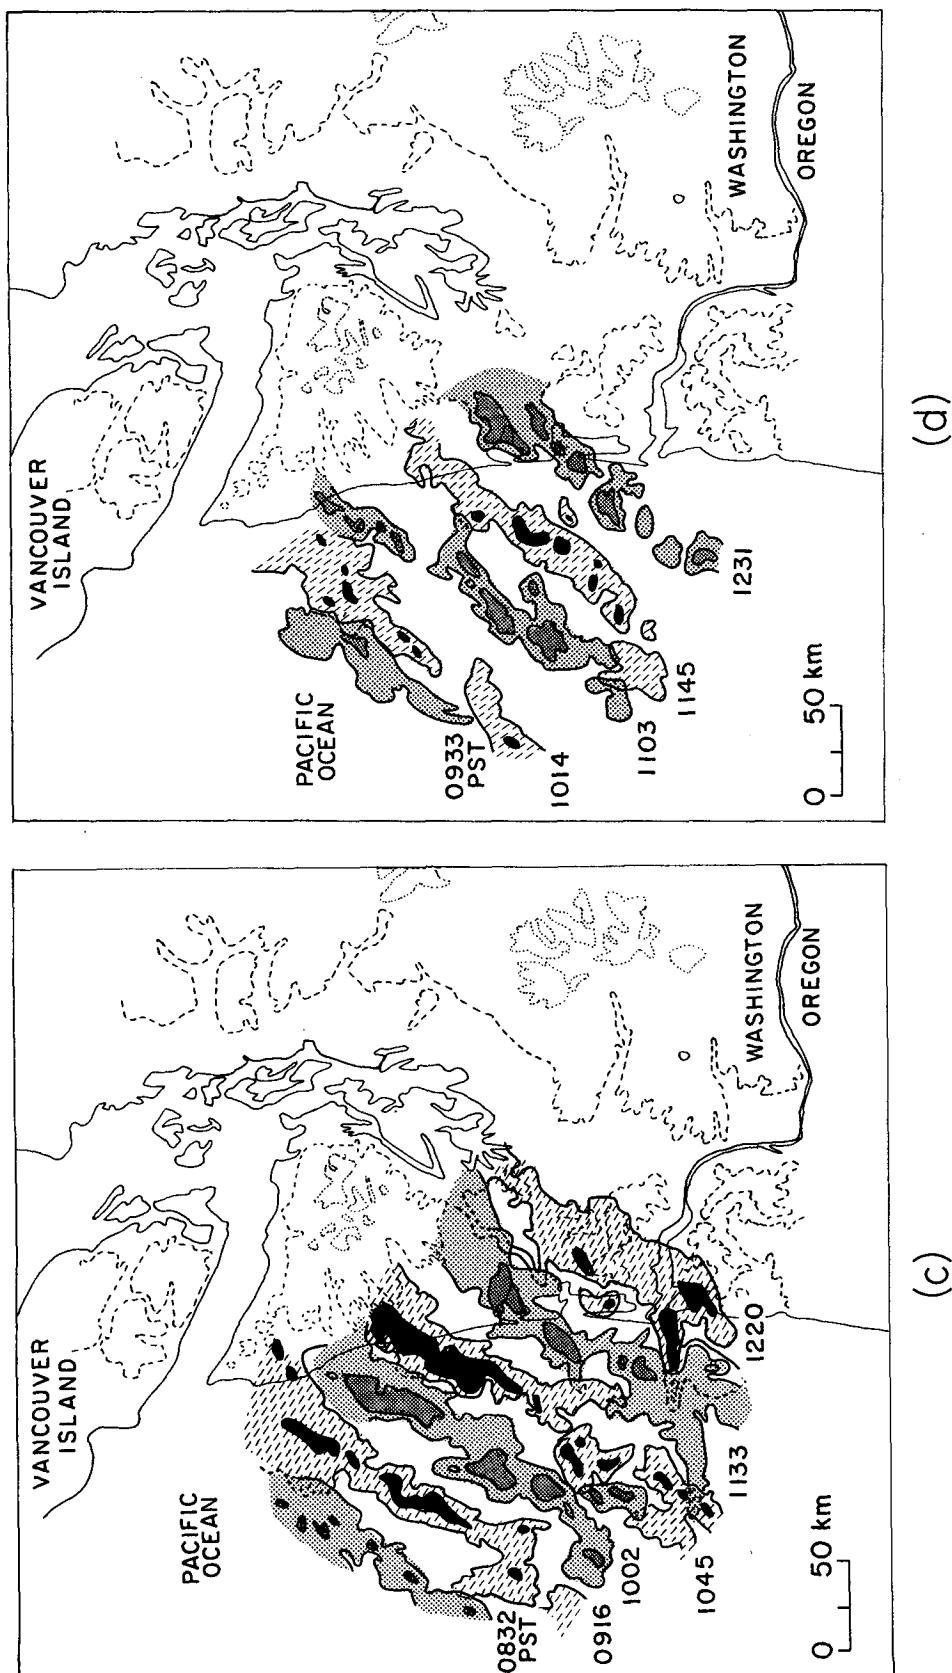 VANCOUVER
ISLAND
PACIFIC
OCEAN
0832
PST
0916
1002
1045
1133
1220
WASHINGTON
OREGON
0 50 km
(c)
VANCOUVER
ISLAND
PACIFIC
OCEAN
0933
PST
1014
1103
1145
1231
WASHINGTON
OREGON
0 50 km
(d)